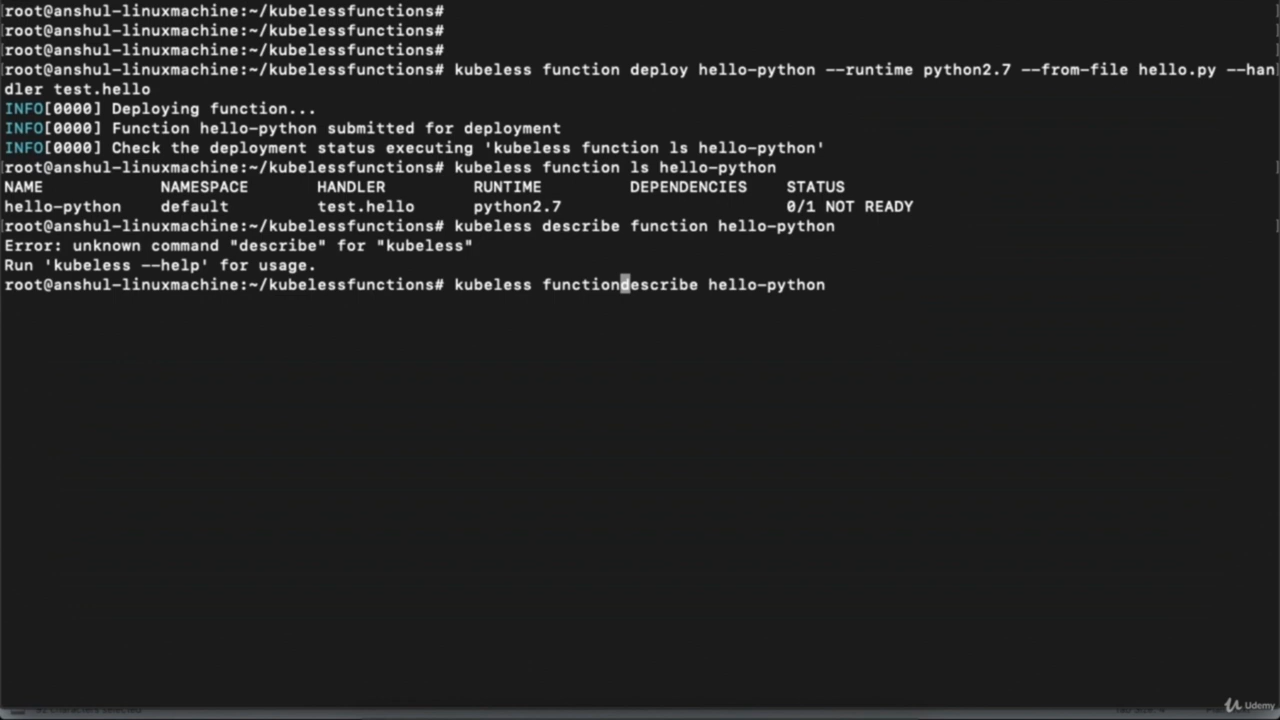 root@anshul-linuxmachine:~/kubelessfunctions#
root@anshul-linuxmachine:~/kubelessfunctions#
root@anshul-linuxmachine:~/kubelessfunctions#
root@anshul-linuxmachine:~/kubelessfunctions# kubeless function deploy hello-python --runtime python2.7 --from-file hello.py --han
dler test.hello
INFO[0000] Deploying function...
INFO[0000] Function hello-python submitted for deployment
INFO[0000] Check the deployment status executing 'kubeless function ls hello-python'
root@anshul-linuxmachine:~/kubelessfunctions# kubeless function ls hello-python
NAME NAMESPACE HANDLER RUNTIME DEPENDENCIES STATUS
hello-python default test.hello python2.7 0/1 NOT READY
root@anshul-linuxmachine:~/kubelessfunctions# kubeless describe function hello-python
Error: unknown command "describe" for "kubeless"
Run 'kubeless --help' for usage.
root@anshul-linuxmachine:~/kubelessfunctions# kubeless functiondescribe hello-python
Udemy